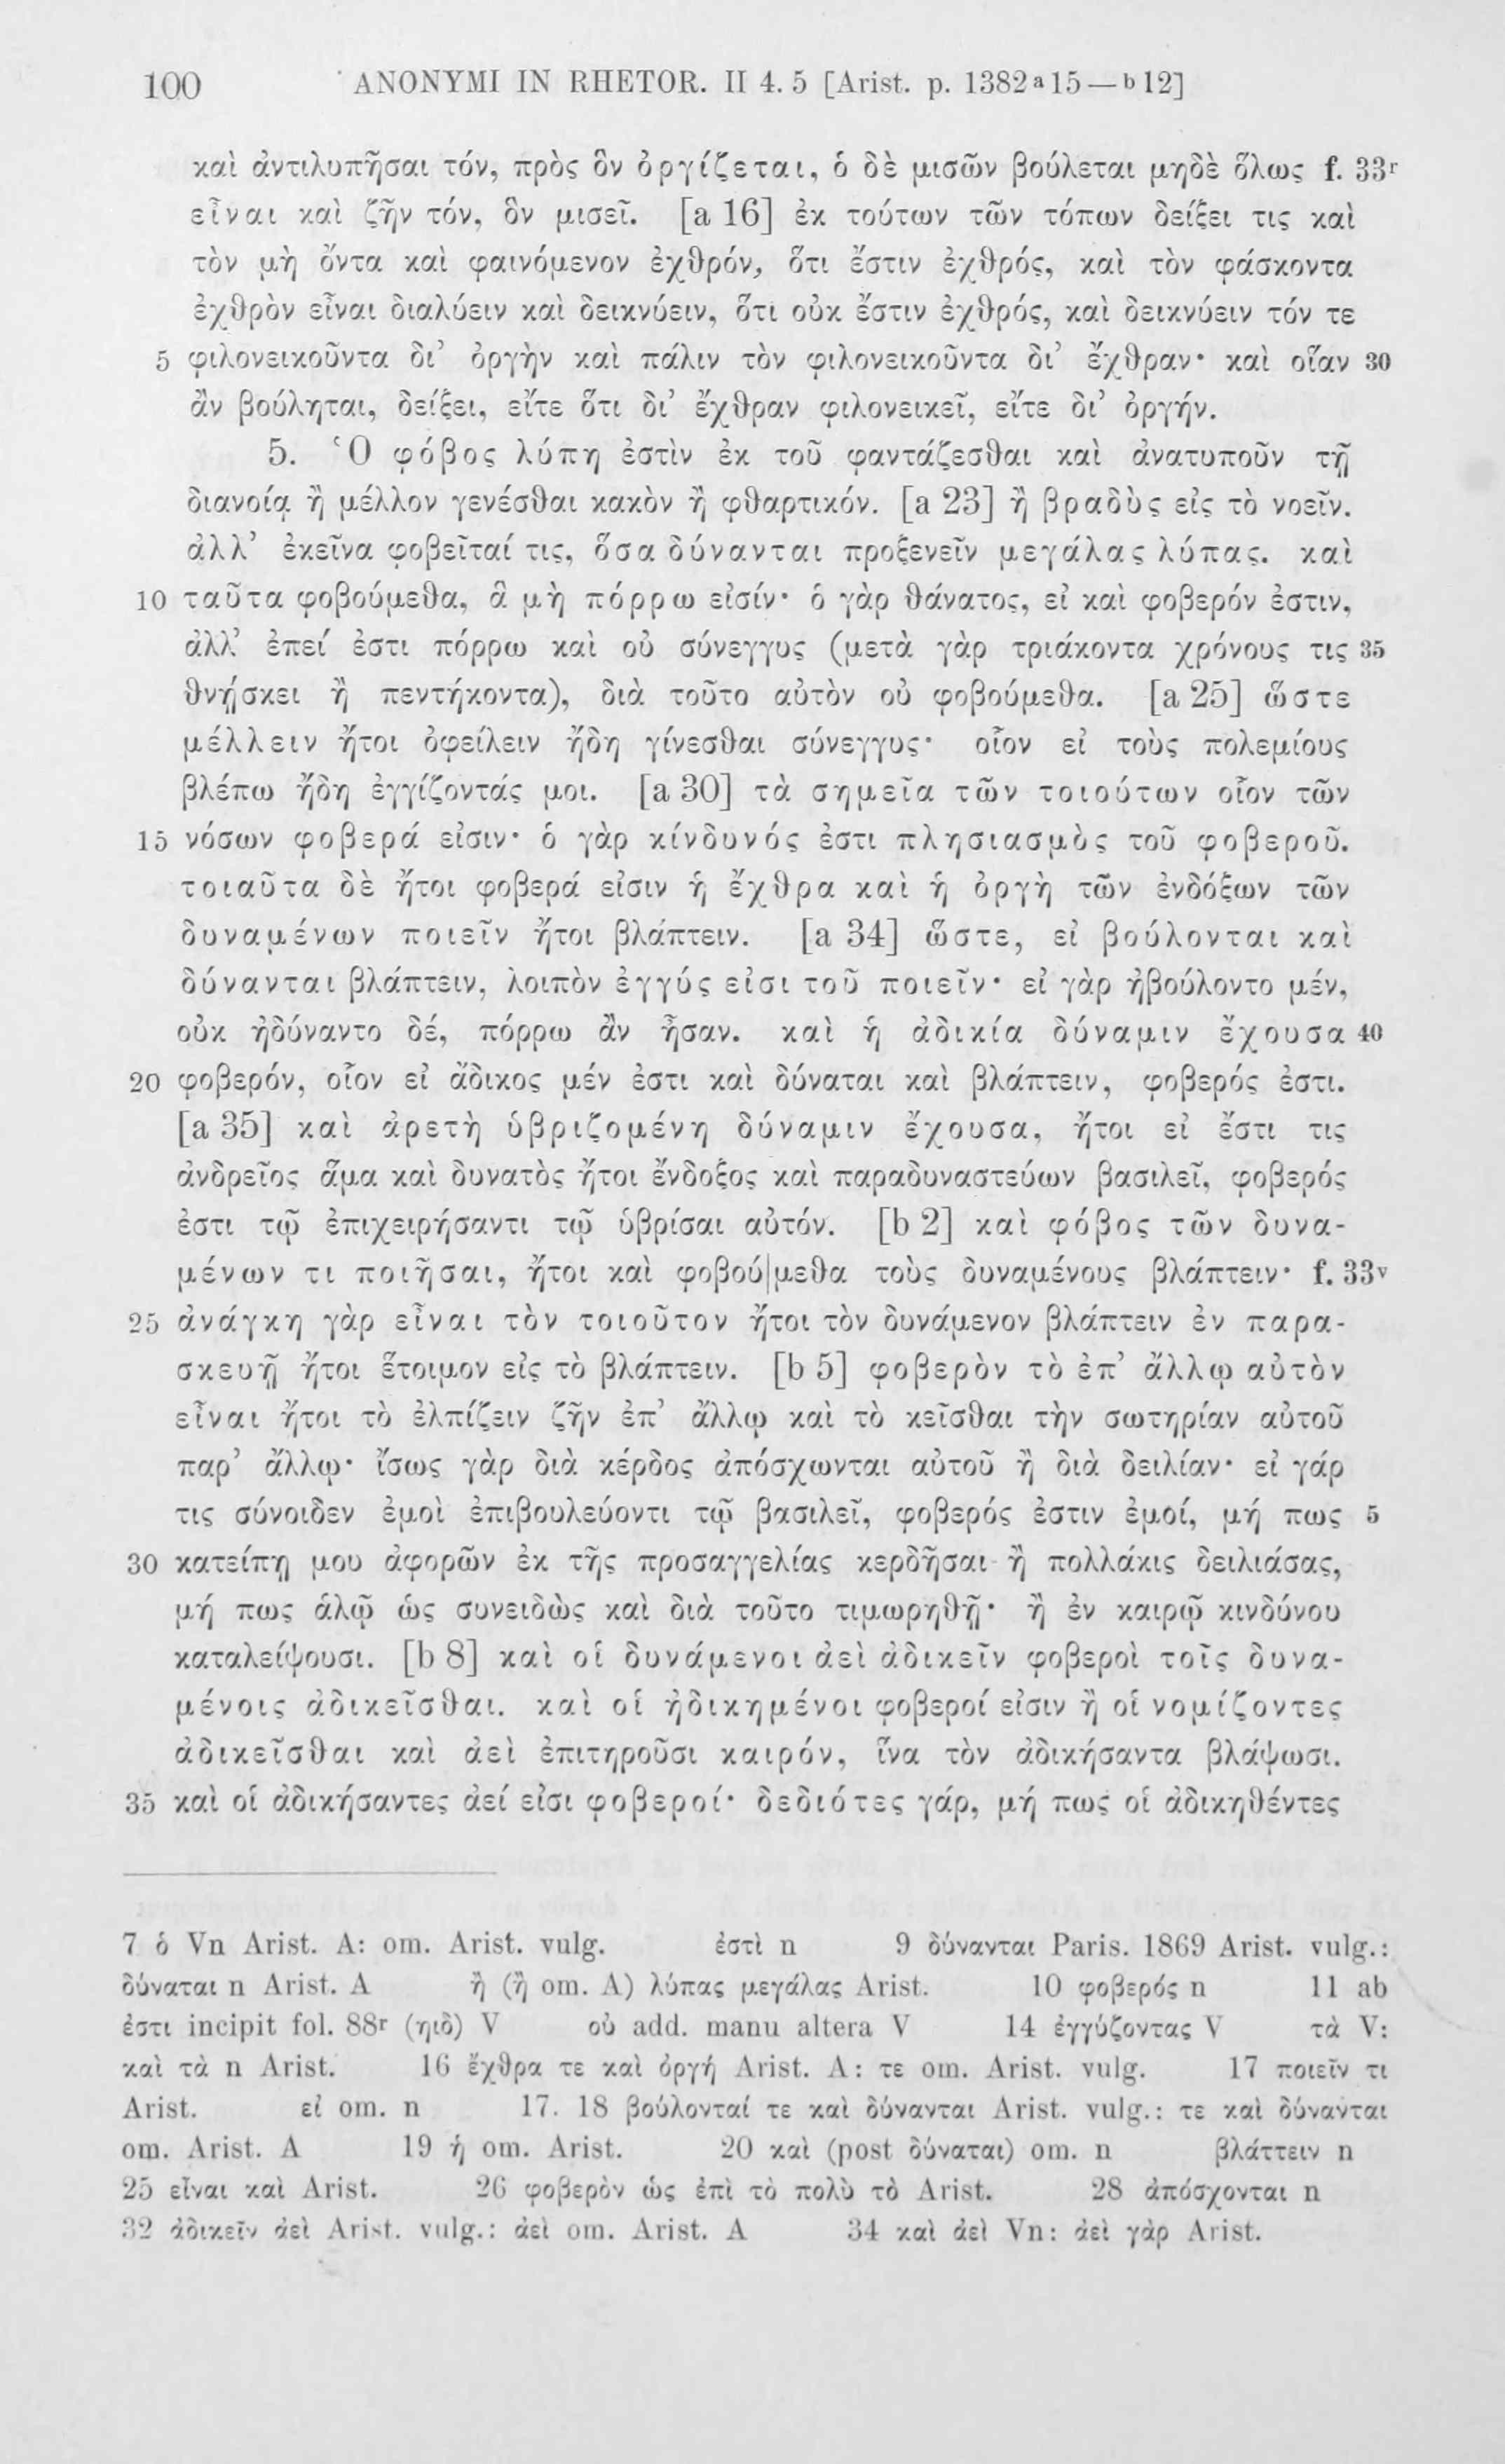 100 ANONYMI IN RHETOR. II 4. 5 [Arist. p. 1382 a 15 — b 12]
καὶ ἀντιλυπῆσαι τόν, πρὸς ὃν ὀργίζεται, ὁ δὲ μισῶν βούλεται μηδὲ ὅλως f. 33r
εἶναι καὶ ζῆν τόν, ὃν μισεῖ. [a 16] ἐκ τούτων τῶν τόπων δείξει τις καὶ
τὸν μὴ ὄντα καὶ φαινόμενον ἐχθρόν, ὅτι ἔστιν ἐχθρός, καὶ τὸν φάσκοντα
ἐχθρὸν εἶναι διαλύειν καὶ δεικνύειν, ὅτι οὐκ ἔστιν ἐχθρός, καὶ δεικνύειν τόν τε
5 φιλονεικοῦντα δι’ ὀργὴν καὶ πάλιν τὸν φιλονεικοῦντα δι’ ἔχθραν· καὶ οἵαν 30
ἂν βούληται, δείξει, εἴτε ὅτι δι’ ἔχθραν φιλονεικεῖ, εἴτε δι’ ὀργήν.
5. Ὁ φόβος λύπη ἐστὶν ἐκ τοῦ φαντάζεσθαι καὶ ἀνατυποῦν τῇ
διανοίᾳ ἢ μέλλον γενέσθαι κακὸν ἢ φθαρτικόν. [a 23] ἢ βραδὺς εἰς τὸ νοεῖν.
ἀλλ’ ἐκεῖνα φοβεῖταί τις, ὅσα δύνανται προξενεῖν μεγάλας λύπας. καὶ
10 ταῦτα φοβούμεθα, ἃ μὴ πόρρω εἰσίν· ὁ γὰρ θάνατος, εἰ καὶ φοβερόν ἐστιν,
ἀλλ’ ἐπεί ἐστι πόρρω καὶ οὐ σύνεγγυς (μετὰ γὰρ τριάκοντα χρόνους τις 35
θνῄσκει ἢ πεντήκοντα), διὰ τοῦτο αὐτὸν οὐ φοβούμεθα. [a 25] ὥστε
μέλλειν ἤτοι ὀφείλειν ἤδη γίνεσθαι σύνεγγυς· οἷον εἰ τοὺς πολεμίους
βλέπω ἤδη ἐγγίζοντάς μοι. [a 30] τὰ σημεῖα τῶν τοιούτων οἷον τῶν
15 νόσων φοβερά εἰσιν· ὁ γὰρ κίνδυνός ἐστι πλησιασμὸς τοῦ φοβεροῦ.
τοιαῦτα δὲ ἤτοι φοβερά εἰσιν ἡ ἔχθρα καὶ ἡ ὀργὴ τῶν ἐνδόξων τῶν
δυναμένων ποιεῖν ἤτοι βλάπτειν. [a 34] ὥστε, εἰ βούλονται καὶ
δύνανται βλάπτειν, λοιπὸν ἐγγύς εἰσι τοῦ ποιεῖν· εἰ γὰρ ἠβούλοντο μέν,
οὐκ ἠδύναντο δέ, πόρρω ἂν ἦσαν. καὶ ἡ ἀδικία δύναμιν ἔχουσα 40
20 φοβερόν, οἷον εἰ ἄδικος μέν ἐστι καὶ δύναται καὶ βλάπτειν, φοβερός ἐστι.
[a 35] καὶ ἀρετὴ ὑβριζομένη δύναμιν ἔχουσα, ἤτοι εἰ ἔστι τις
ἀνδρεῖος ἅμα καὶ δυνατὸς ἤτοι ἔνδοξος καὶ παραδυναστεύων βασιλεῖ, φοβερός
ἐστι τῷ ἐπιχειρήσαντι τῷ ὑβρίσαι αὐτόν. [b 2] καὶ φόβος τῶν δυνα-
μένων τι ποιῆσαι, ἤτοι καὶ φοβού|μεθα τοὺς δυναμένους βλάπτειν· f. 33v
25 ἀνάγκη γὰρ εἶναι τὸν τοιοῦτον ἤτοι τὸν δυνάμενον βλάπτειν ἐν παρα-
σκευῇ ἤτοι ἕτοιμον εἰς τὸ βλάπτειν. [b 5] φοβερὸν τὸ ἐπ’ ἄλλῳ αὐτὸν
εἶναι ἤτοι τὸ ἐλπίζειν ζῆν ἐπ’ ἄλλῳ καὶ τὸ κεῖσθαι τὴν σωτηρίαν αὐτοῦ
παρ’ ἄλλῳ· ἴσως γὰρ διὰ κέρδος ἀπόσχωνται αὐτοῦ ἢ διὰ δειλίαν· εἰ γάρ
τις σύνοιδεν ἐμοὶ ἐπιβουλεύοντι τῷ βασιλεῖ, φοβερός ἐστιν ἐμοί, μή πως 5
30 κατείπῃ μου ἀφορῶν ἐκ τῆς προσαγγελίας κερδῆσαι ἢ πολλάκις δειλιάσας,
μή πως ἁλῷ ὡς συνειδὼς καὶ διὰ τοῦτο τιμωρηθῇ· ἢ ἐν καιρῷ κινδύνου
καταλείψουσι. [b 8] καὶ οἱ δυνάμενοι ἀεὶ ἀδικεῖν φοβεροὶ τοῖς δυνα-
μένοις ἀδικεῖσθαι. καὶ οἱ ἠδικημένοι φοβεροί εἰσιν ἢ οἱ νομίζοντες
ἀδικεῖσθαι καὶ ἀεὶ ἐπιτηροῦσι καιρόν, ἵνα τὸν ἀδικήσαντα βλάψωσι.
35 καὶ οἱ ἀδικήσαντες ἀεί εἰσι φοβεροί· δεδιότες γάρ, μή πως οἱ ἀδικηθέντες
7 ὁ Vn Arist. A: om. Arist. vulg. ἐστὶ n 9 δύνανται Paris. 1869 Arist. vulg.:
δύναται n Arist. A ἢ (ἢ om. A) λύπας μεγάλας Arist. 10 φοβερός n 11 ab
ἐστι incipit fol. 88r (ηιδ) V οὐ add. manu altera V 14 ἐγγύζοντας V τὰ V:
καὶ τὰ n Arist. 16 ἔχθρα τε καὶ ὀργή Arist. A: τε om. Arist. vulg. 17 ποιεῖν τι
Arist. εἰ om. n 17. 18 βούλονταί τε καὶ δύνανται Arist. vulg.: τε καὶ δύνανται
om. Arist. A 19 ἡ om. Arist. 20 καὶ (post δύναται) om. n βλάττειν n
25 εἶναι καὶ Arist. 26 φοβερὸν ὡς ἐπὶ τὸ πολὺ τὸ Arist. 28 ἀπόσχονται n
32 ἀδικεῖν ἀεὶ Arist. vulg.: ἀεὶ om. Arist. A 34 καὶ ἀεὶ Vn: ἀεὶ γὰρ Arist.